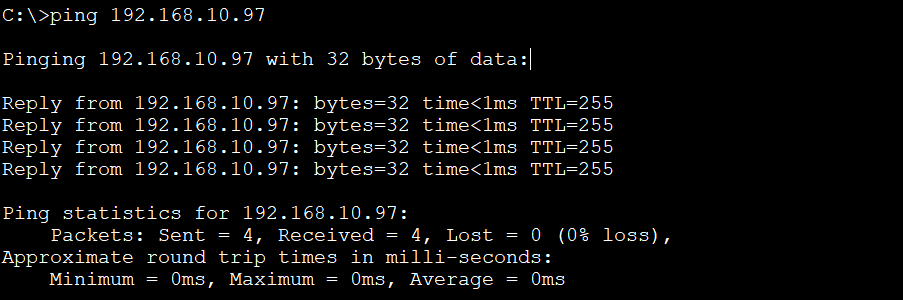 C:\>ping 192.168.10.97
Pinging 192.168.10.97 with 32 bytes of data:
Reply from 192.168.10.97: bytes=32 time<1ms TTL=255
Reply from 192.168.10.97: bytes=32 time<1ms TTL=255
Reply from 192.168.10.97: bytes=32 time<1ms TTL=255
Reply from 192.168.10.97: bytes=32 time<1ms TTL=255
Ping statistics for 192.168.10.97:
    Packets: Sent = 4, Received = 4, Lost = 0 (0% loss),
Approximate round trip times in milli-seconds:
    Minimum = 0ms, Maximum = 0ms, Average = 0ms